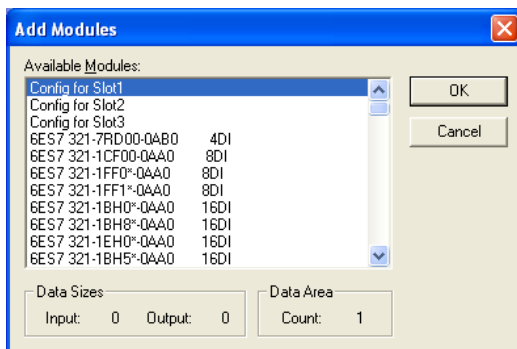 Add Modules
Available Modules:
Config for Slot1
Config for Slot2
Config for Slot3
6ES7 321-7RD00-0AB0 4DI
6ES7 321-1CF00-0AA0 8DI
6ES7 321-1FF0*-0AA0 8DI
6ES7 321-1FF1*-0AA0 8DI
6ES7 321-1BH0*-0AA0 16DI
6ES7 321-1BH8*-0AA0 16DI
6ES7 321-1EH0*-0AA0 16DI
6ES7 321-1BH5*-0AA0 16DI
OK
Cancel
Data Sizes
Input: 0 Output: 0
Data Area
Count: 1